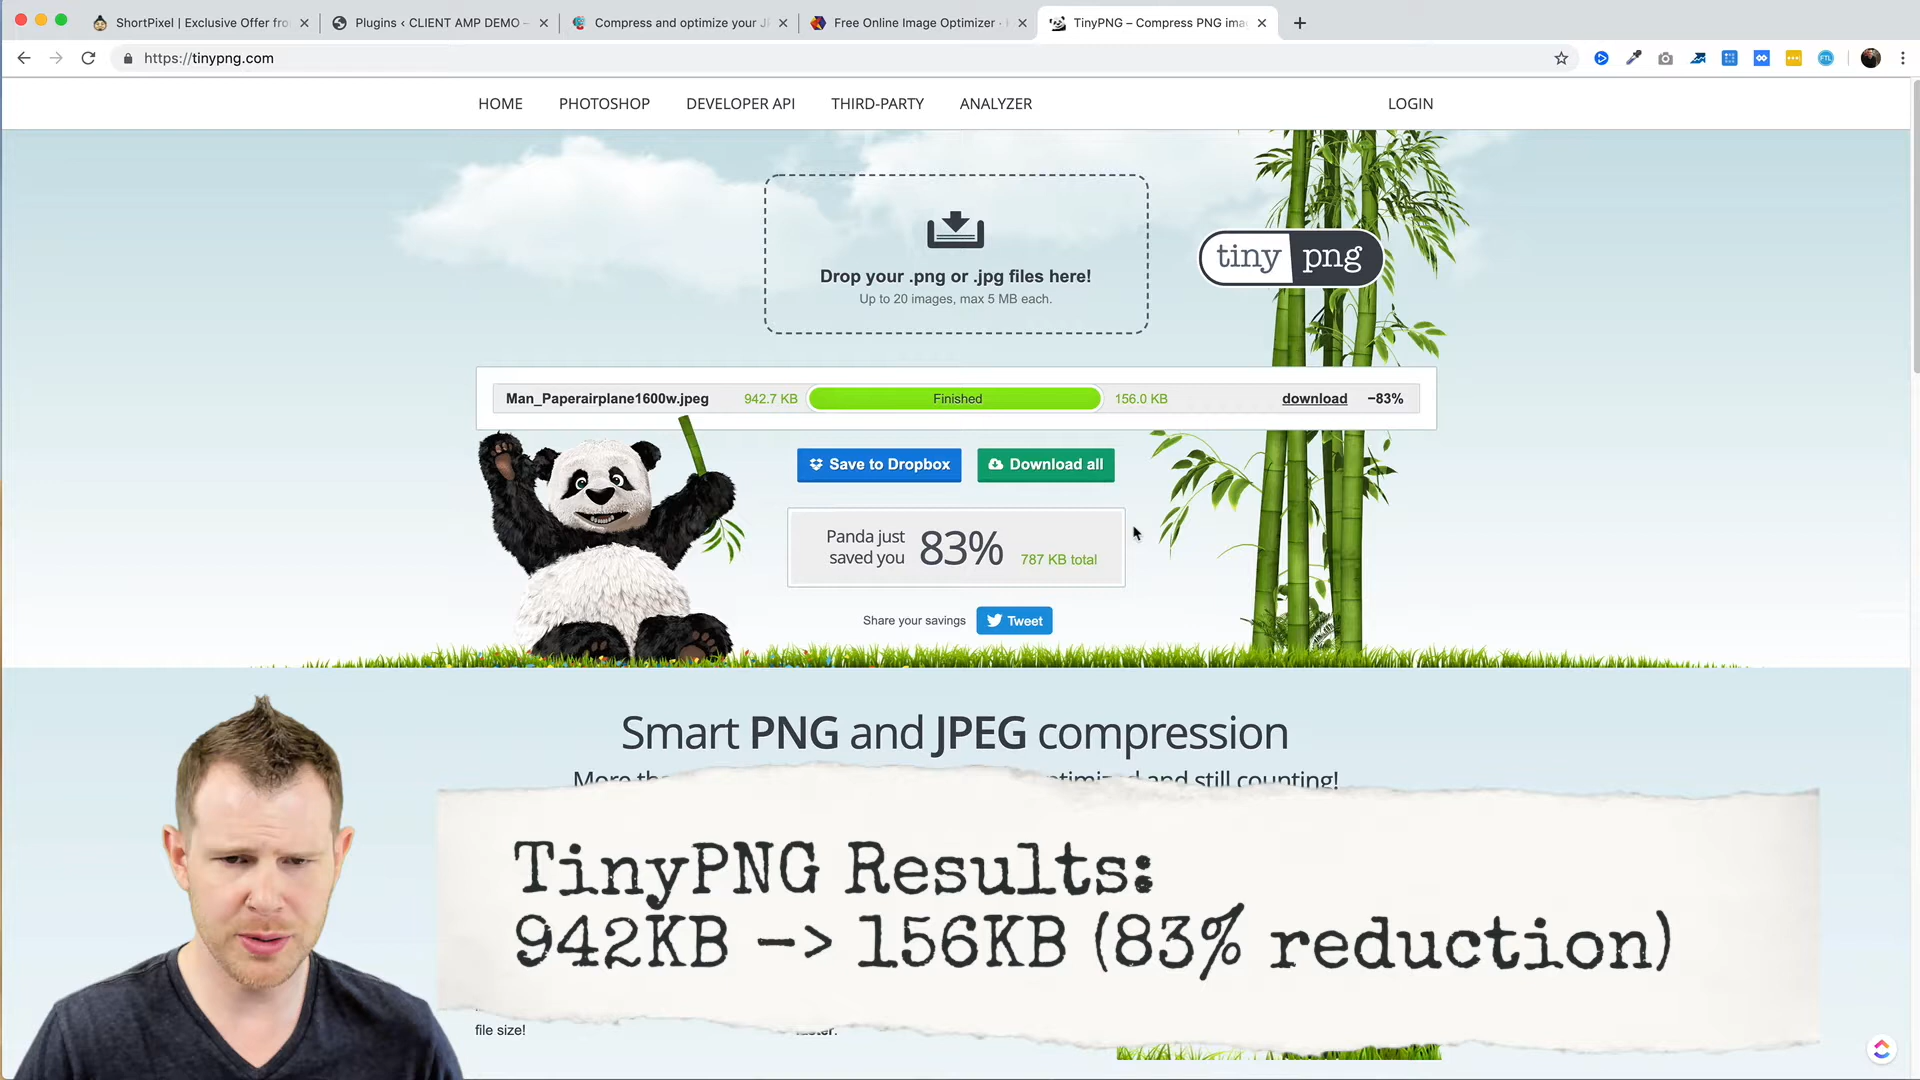 ShortPixel | Exclusive Offer fro
Plugins ‹ CLIENT AMP DEMO –
Compress and optimize your J
Free Online Image Optimizer ·
TinyPNG – Compress PNG ima
https://tinypng.com
FTL
HOME
PHOTOSHOP
DEVELOPER API
THIRD-PARTY
ANALYZER
LOGIN
Drop your .png or .jpg files here!
Up to 20 images, max 5 MB each.
tiny png
Man_Paperairplane1600w.jpeg 942.7 KB Finished 156.0 KB download −83%
Save to Dropbox
Download all
Panda just
saved you
83%
787 KB total
Share your savings
Tweet
Smart PNG and JPEG compression
and still counting!
TinyPNG Results:
942KB -> 156KB (83% reduction)
file size!